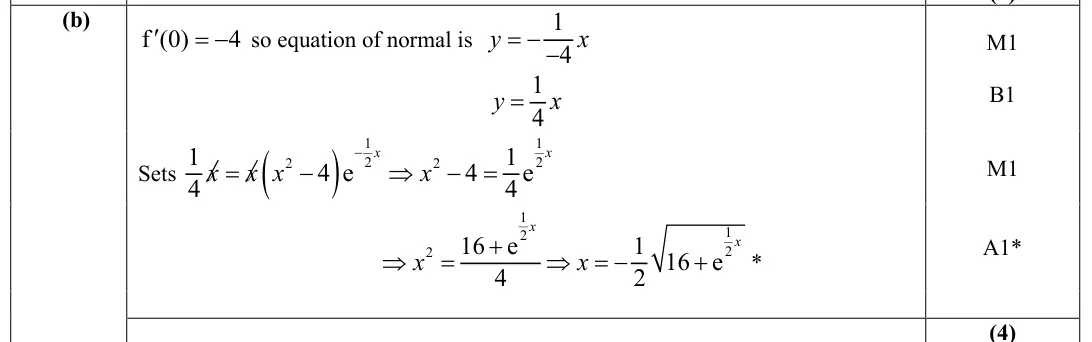 (b)
f′(0) = −4 so equation of normal is y = −1/−4 x M1
y = 1/4 x B1
Sets 1/4 x = x(x² − 4)e^(−1/2 x) ⇒ x² − 4 = 1/4 e^(1/2 x) M1
⇒ x² = (16 + e^(1/2 x))/4 ⇒ x = −1/2 √(16 + e^(1/2 x)) * A1*
(4)